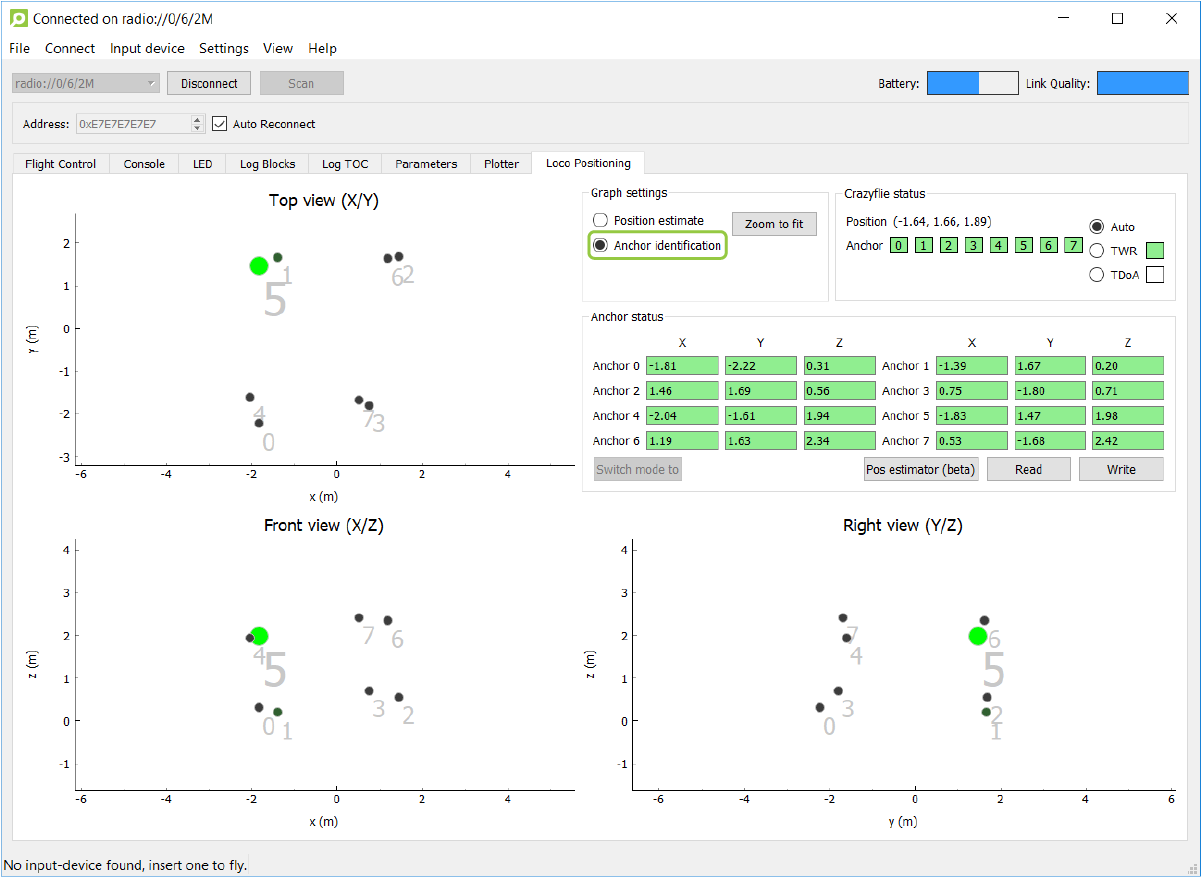 Connected on radio://0/6/2M
File Connect Input device Settings View Help
radio://0/6/2M Disconnect Scan Battery: Link Quality:
Address: 0xE7E7E7E7E7 Auto Reconnect
Flight Control Console LED Log Blocks Log TOC Parameters Plotter Loco Positioning
Top view (X/Y)
2
1
0
-1
-2
-3
y (m)
1
5
6
2
4
0
7
3
-6 -4 -2 0 2 4
x (m)
Graph settings
Position estimate
Anchor identification
Zoom to fit
Crazyflie status
Position (-1.64, 1.66, 1.89)
Anchor 0 1 2 3 4 5 6 7
Auto
TWR
TDoA
Anchor status
X Y Z X Y Z
Anchor 0 -1.81 -2.22 0.31 Anchor 1 -1.39 1.67 0.20
Anchor 2 1.46 1.69 0.56 Anchor 3 0.75 -1.80 0.71
Anchor 4 -2.04 -1.61 1.94 Anchor 5 -1.83 1.47 1.98
Anchor 6 1.19 1.63 2.34 Anchor 7 0.53 -1.68 2.42
Switch mode to Pos estimator (beta) Read Write
Front view (X/Z)
4
3
2
1
0
-1
z (m)
7
6
4
5
3
2
0
1
-6 -4 -2 0 2 4
x (m)
Right view (Y/Z)
4
3
2
1
0
-1
z (m)
7
6
4
5
3
2
0
1
-6 -4 -2 0 2 4 6
y (m)
No input-device found, insert one to fly.